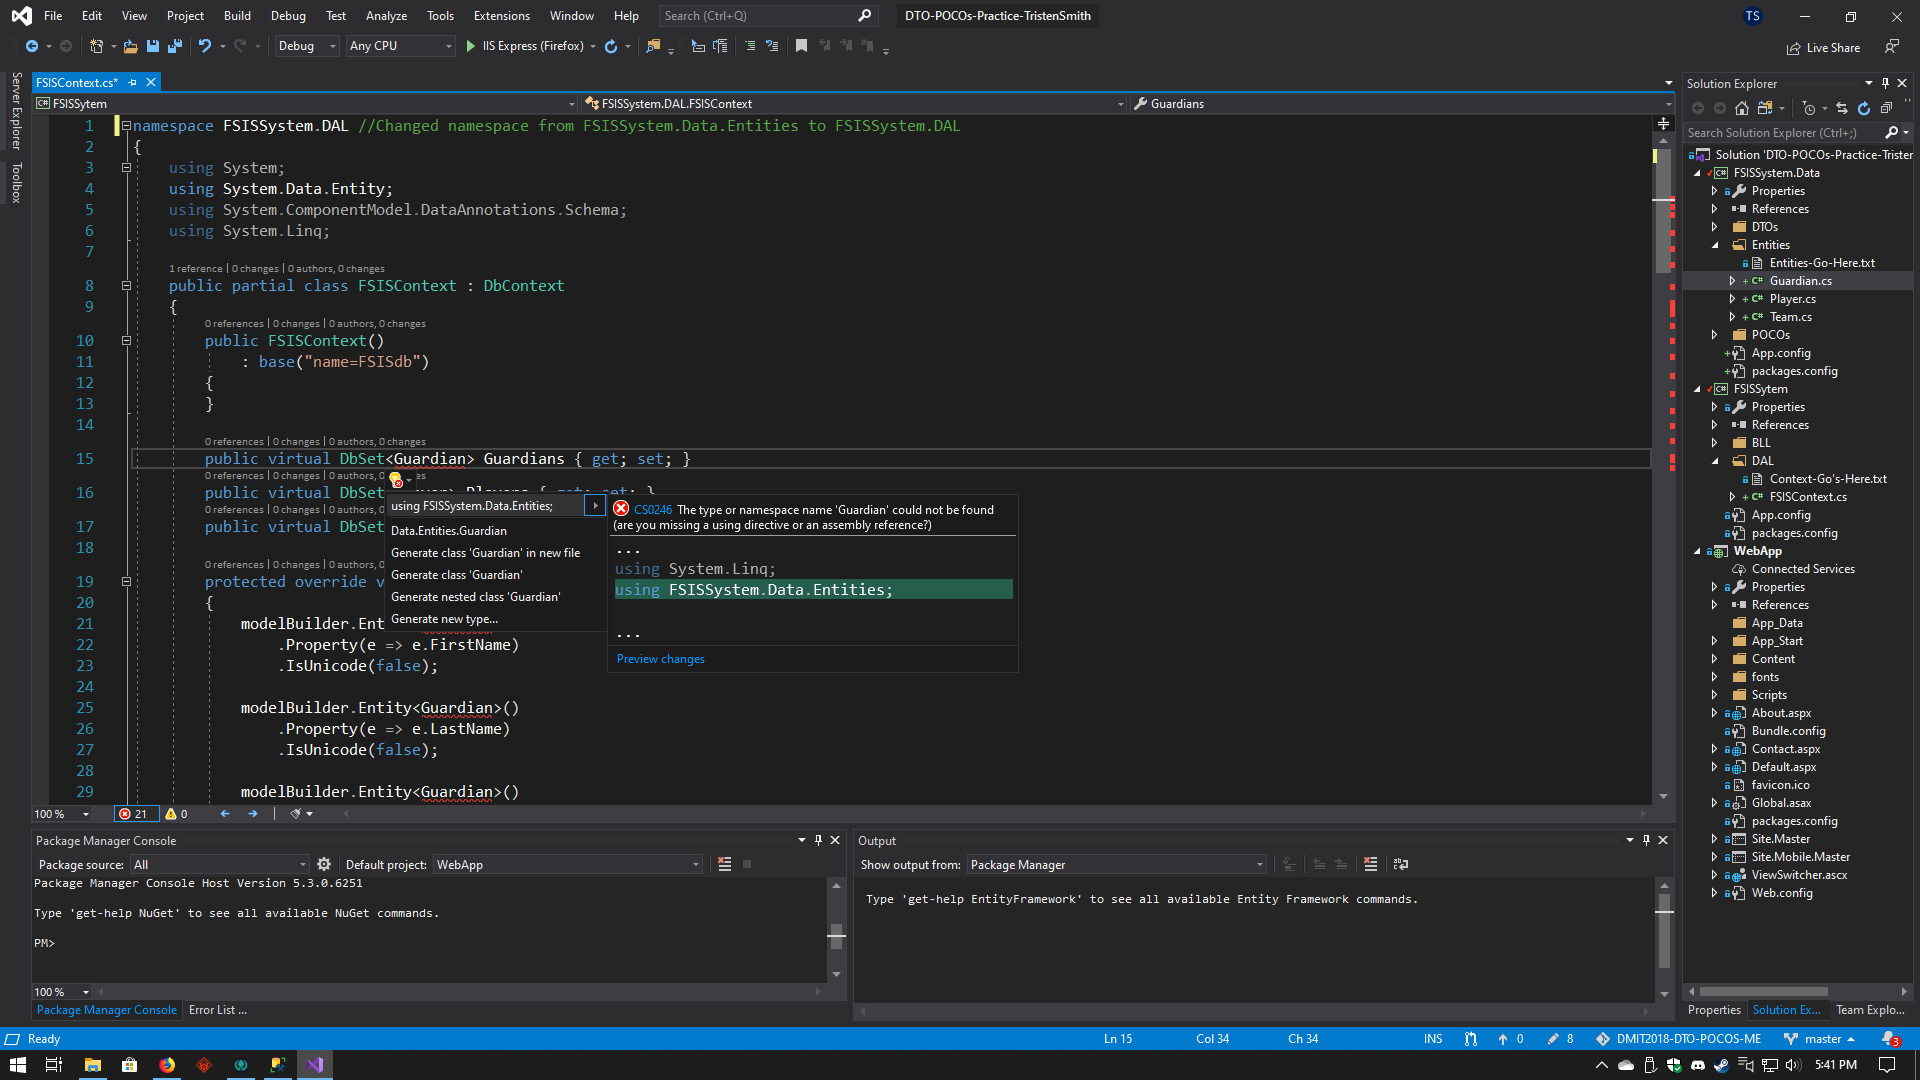 File Edit View Project Build Debug Test Analyze Tools Extensions Window Help Search (Ctrl+Q) DTO-POCOs-Practice-TristenSmith TS
Debug Any CPU IIS Express (Firefox) Live Share
Server Explorer
Toolbox
FSISContext.cs*
FSISSytem FSISSystem.DAL.FSISContext Guardians
1 namespace FSISSystem.DAL //Changed namespace from FSISSystem.Data.Entities to FSISSystem.DAL
2 {
3 using System;
4 using System.Data.Entity;
5 using System.ComponentModel.DataAnnotations.Schema;
6 using System.Linq;
7
1 reference | 0 changes | 0 authors, 0 changes
8 public partial class FSISContext : DbContext
9 {
0 references | 0 changes | 0 authors, 0 changes
10 public FSISContext()
11 : base("name=FSISdb")
12 {
13 }
14
0 references | 0 changes | 0 authors, 0 changes
15 public virtual DbSet<Guardian> Guardians { get; set; }
0 references | 0 changes | 0 authors, 0 changes
16 public virtual DbSet
0 references | 0 changes | 0 authors,
17 public virtual DbSet
18
0 references | 0 changes | 0 authors,
19 protected override v
20 {
21 modelBuilder.Ent
22 .Property(e => e.FirstName)
23 .IsUnicode(false);
24
25 modelBuilder.Entity<Guardian>()
26 .Property(e => e.LastName)
27 .IsUnicode(false);
28
29 modelBuilder.Entity<Guardian>()
using FSISSystem.Data.Entities;
Data.Entities.Guardian
Generate class 'Guardian' in new file
Generate class 'Guardian'
Generate nested class 'Guardian'
Generate new type...
CS0246 The type or namespace name 'Guardian' could not be found
(are you missing a using directive or an assembly reference?)
...
using System.Linq;
using FSISSystem.Data.Entities;
...
Preview changes
100 % 21 0
Package Manager Console
Package source: All Default project: WebApp
Package Manager Console Host Version 5.3.0.6251
Type 'get-help NuGet' to see all available NuGet commands.
PM>
100 %
Package Manager Console Error List ...
Output
Show output from: Package Manager
Type 'get-help EntityFramework' to see all available Entity Framework commands.
Solution Explorer
Search Solution Explorer (Ctrl+;)
Solution 'DTO-POCOs-Practice-Trister
FSISSystem.Data
Properties
References
DTOs
Entities
Entities-Go-Here.txt
Guardian.cs
Player.cs
Team.cs
POCOs
App.config
packages.config
FSISSytem
Properties
References
BLL
DAL
Context-Go's-Here.txt
FSISContext.cs
App.config
packages.config
WebApp
Connected Services
Properties
References
App_Data
App_Start
Content
fonts
Scripts
About.aspx
Bundle.config
Contact.aspx
Default.aspx
favicon.ico
Global.asax
packages.config
Site.Master
Site.Mobile.Master
ViewSwitcher.ascx
Web.config
Properties Solution Ex... Team Explo...
Ready Ln 15 Col 34 Ch 34 INS 0 8 DMIT2018-DTO-POCOS-ME master 3
5:41 PM